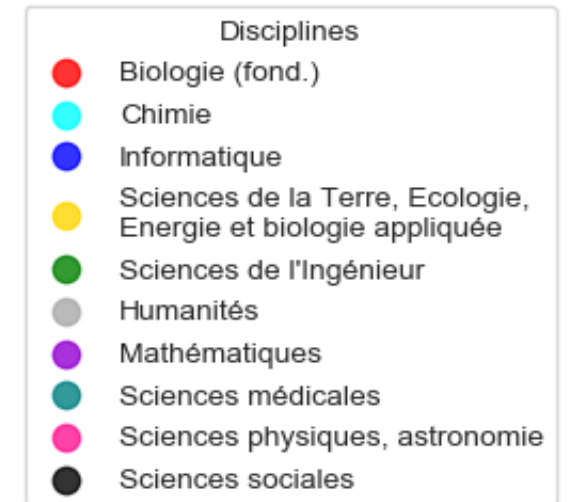 Disciplines
Biologie (fond.)
Chimie
Informatique
Sciences de la Terre, Ecologie,
Energie et biologie appliquée
Sciences de l'Ingénieur
Humanités
Mathématiques
Sciences médicales
Sciences physiques, astronomie
Sciences sociales